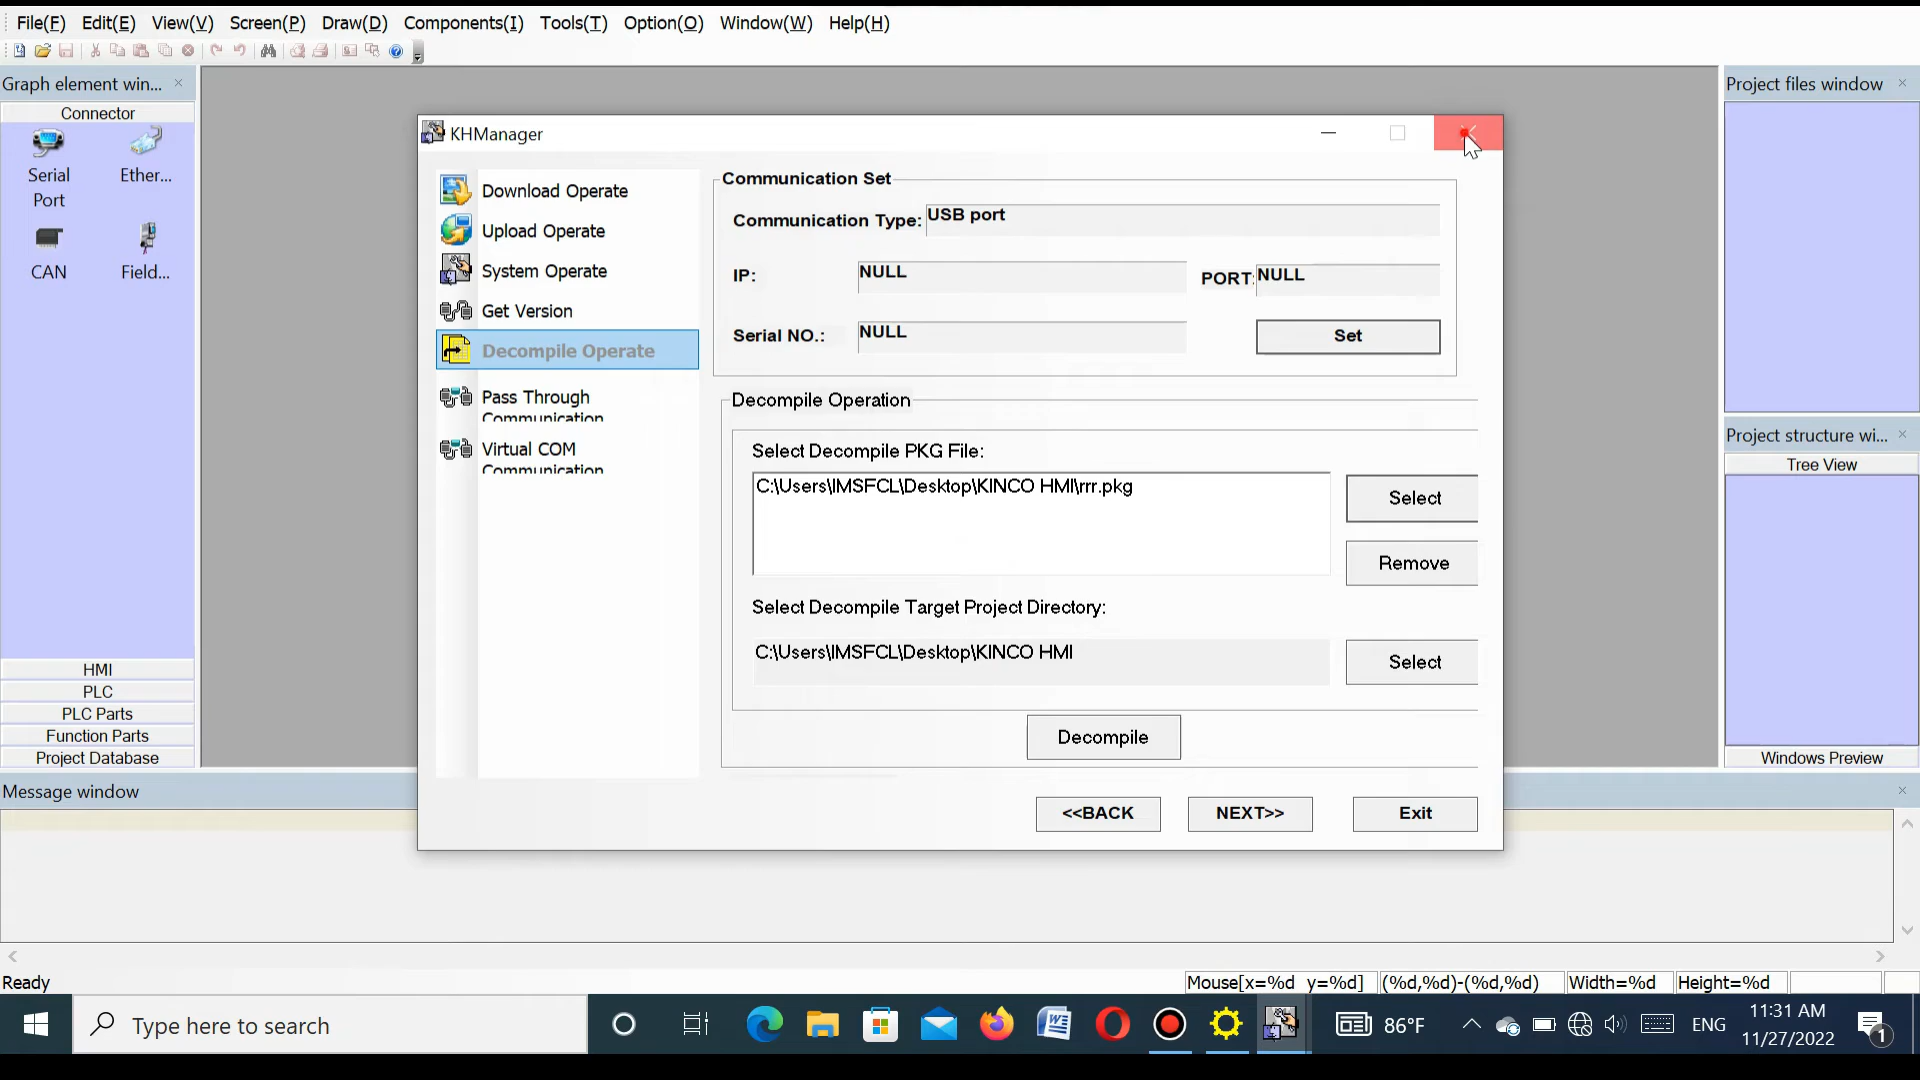 File(F) Edit(E) View(V) Screen(P) Draw(D) Components(I) Tools(T) Option(O) Window(W) Help(H)
Graph element win...
Connector
Serial Port
Ether...
CAN
Field...
HMI
PLC
PLC Parts
Function Parts
Project Database
KHManager
Download Operate
Upload Operate
System Operate
Get Version
Decompile Operate
Pass Through
Communication
Virtual COM
Communication
Communication Set
Communication Type: USB port
IP: NULL PORT: NULL
Serial NO.: NULL Set
Decompile Operation
Select Decompile PKG File:
C:\Users\IMSFCL\Desktop\KINCO HMI\rrr.pkg
Select
Remove
Select Decompile Target Project Directory:
C:\Users\IMSFCL\Desktop\KINCO HMI
Select
Decompile
<<BACK NEXT>> Exit
Project files window
Project structure wi...
Tree View
Windows Preview
Message window
Ready
Mouse[x=%d y=%d] (%d,%d)-(%d,%d) Width=%d Height=%d
Type here to search
86°F
ENG
11:31 AM
11/27/2022
1